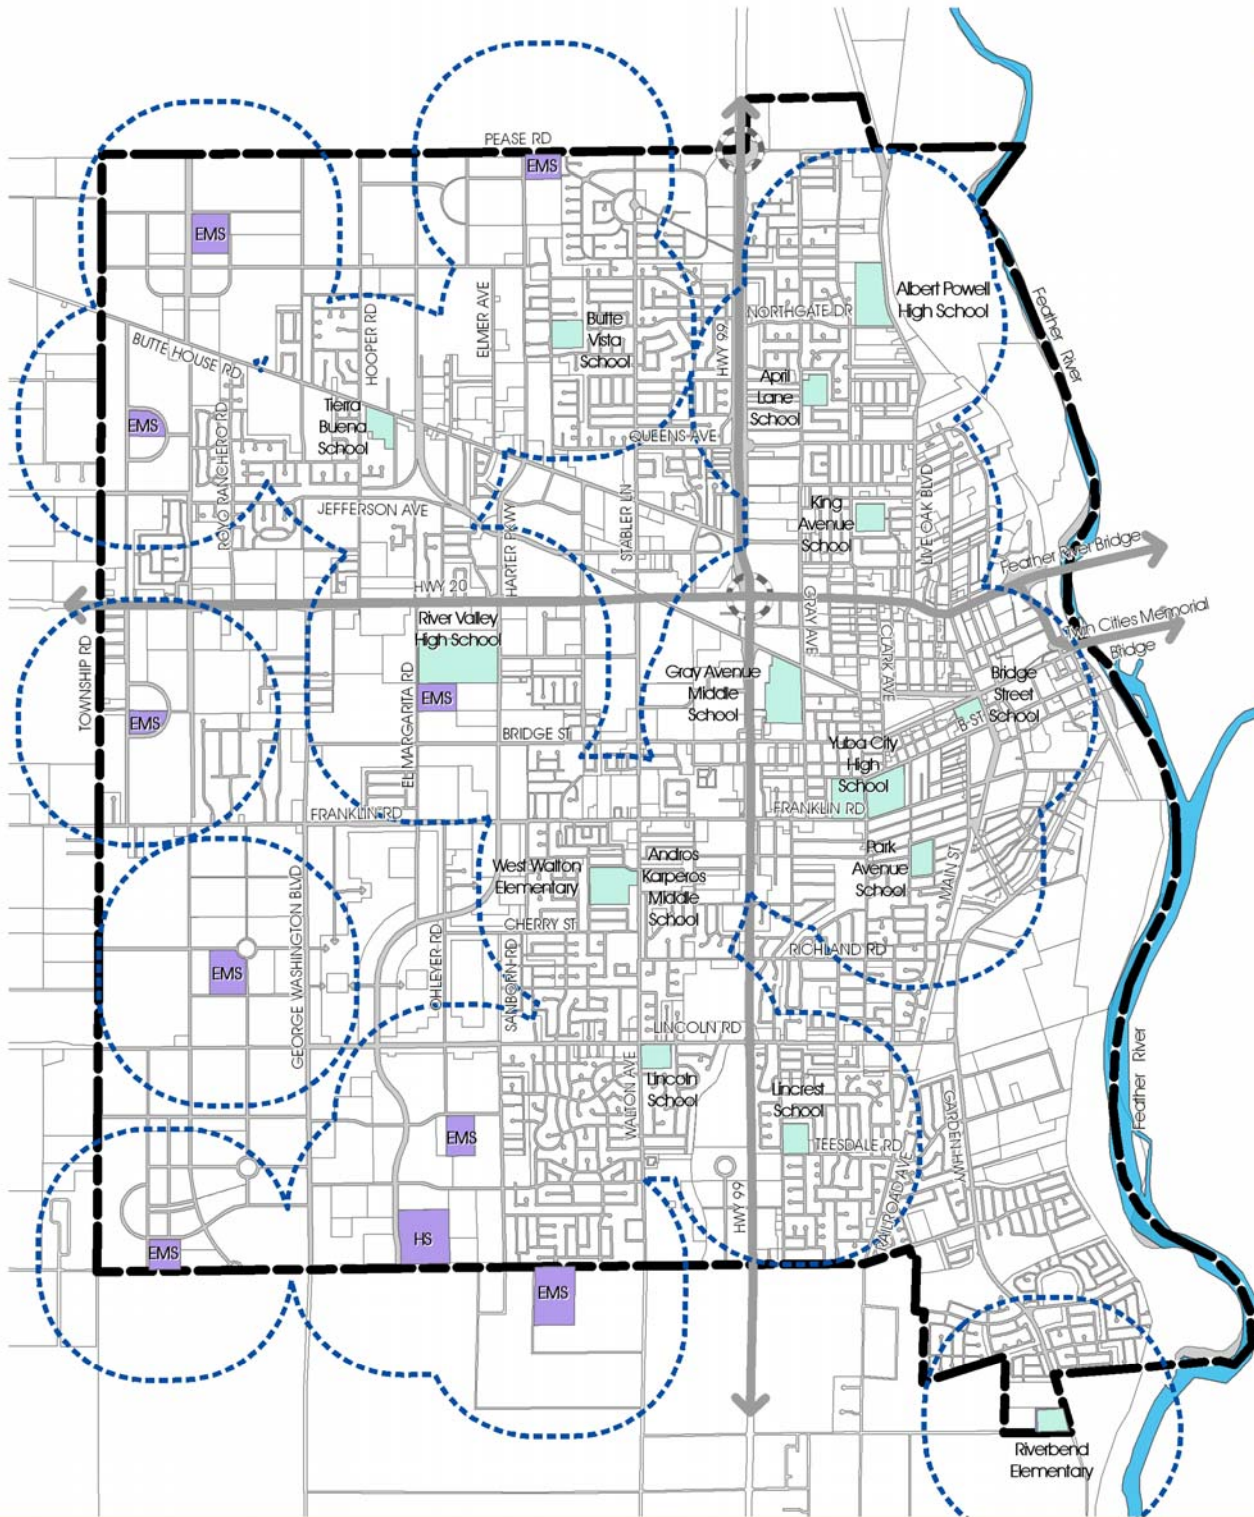 PEASE RD
EMS
EMS
Albert Powell
High School
Feather River
NORTHGATE DR
HWY 99
ELMER AVE
HOOPER RD
Butte
Vista
School
BUTTE HOUSE RD
April
Lane
School
Tierra
Buena
School
EMS
ROYO RANCHERO RD
QUEENS AVE
LIVE OAK BLVD
STABLER LN
HARTER PKWY
JEFFERSON AVE
King
Avenue
School
Feather River Bridge
HWY 20
GRAY AVE
Twin Cities Memorial
Bridge
River Valley
High School
TOWNSHIP RD
EL MARGARITA RD
CLARK AVE
Gray Avenue
Middle
School
Bridge
Street
School
EMS
EMS
B ST
BRIDGE ST
Yuba City
High
School
FRANKLIN RD
FRANKLIN RD
West Walton
Elementary
Andros
Karperos
Middle
School
Park
Avenue
School
MAIN ST
GEORGE WASHINGTON BLVD
CHERRY ST
RICHLAND RD
OHLEYER RD
SANBORN RD
EMS
LINCOLN RD
WALTON AVE
Lincoln
School
Lincrest
School
Feather River
GARDEN HWY
EMS
TEESDALE RD
RAILROAD AVE
HWY 99
EMS
HS
EMS
Riverbend
Elementary